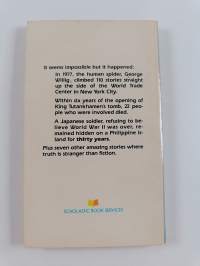 It seems impossible but it happened:
In 1977, the human spider, George
Willig, climbed 110 stories straight
up the side of the World Trade
Center in New York City.
Within six years of the opening of
King Tutankhamen's tomb, 22 people
who were involved died.
A Japanese soldier, refusing to be-
lieve World War II was over, re-
mained hidden on a Philippine is-
land for thirty years.
Plus seven other amazing stories where
truth is stranger than fiction.
SCHOLASTIC BOOK SERVICES